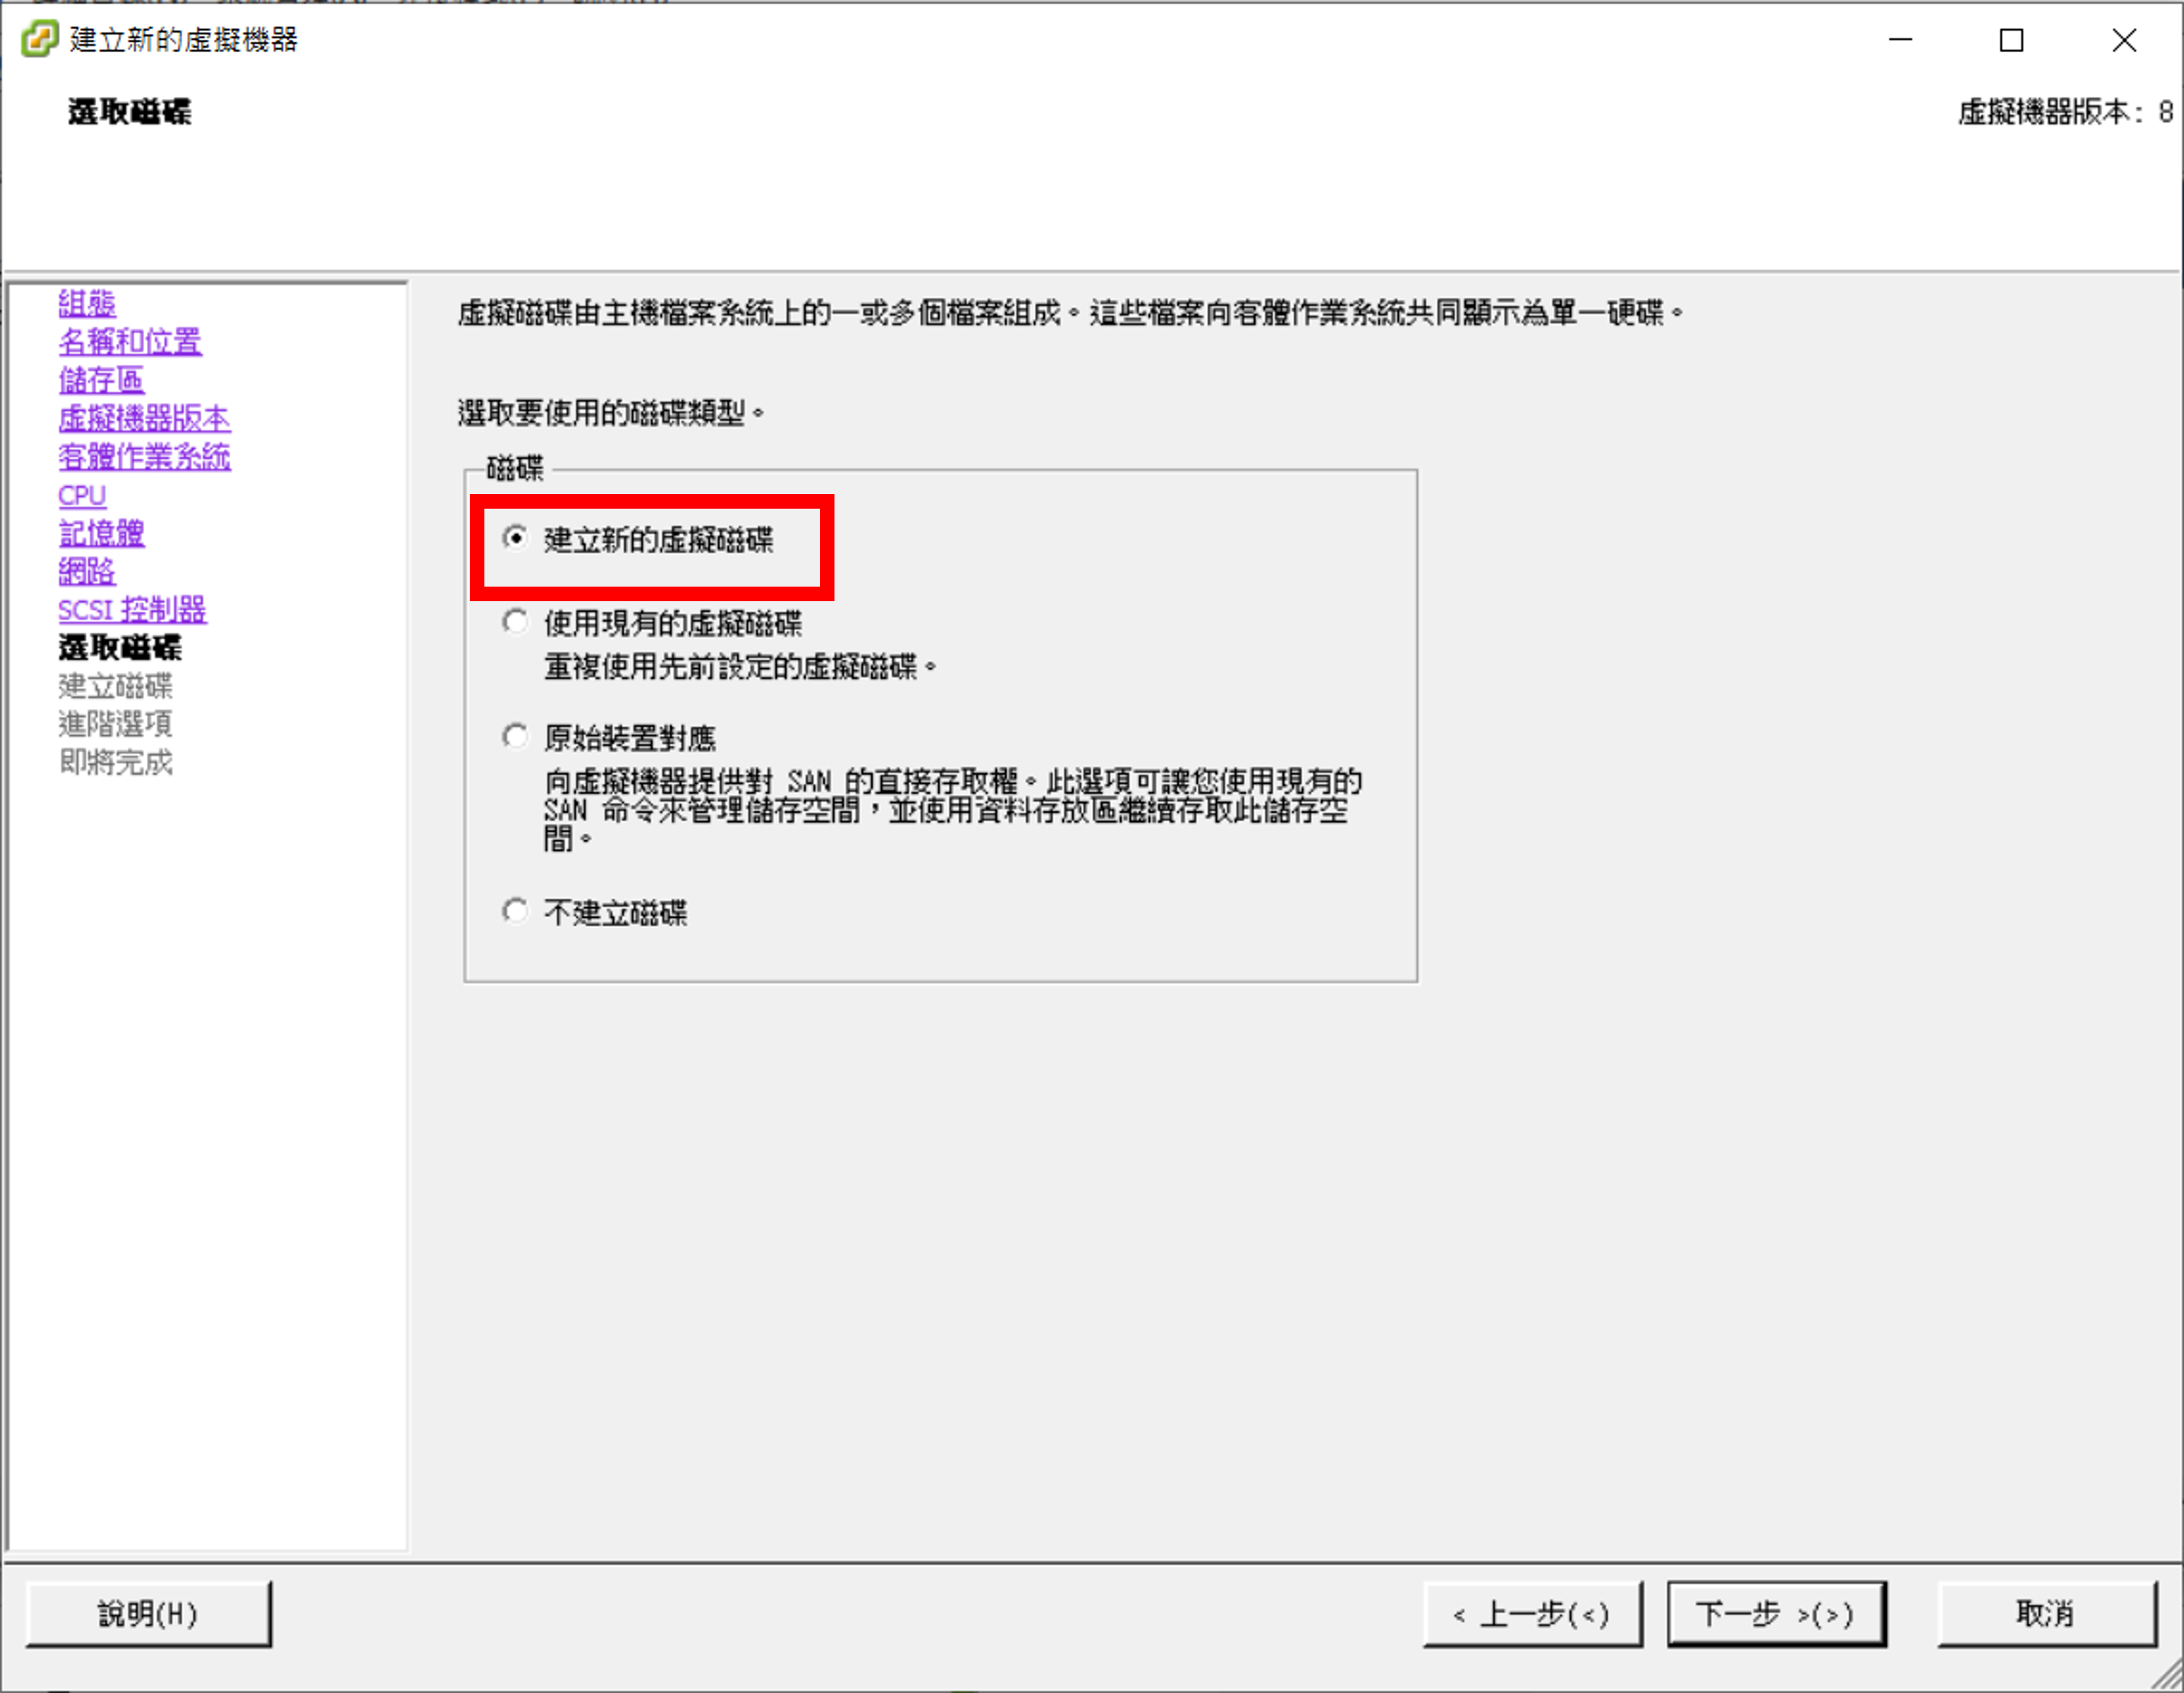 建立新的虛擬機器
選取磁碟
虛擬機器版本: 8
組態
名稱和位置
儲存區
虛擬機器版本
客體作業系統
CPU
記憶體
網路
SCSI 控制器
選取磁碟
建立磁碟
進階選項
即將完成
虛擬磁碟由主機檔案系統上的一或多個檔案組成。這些檔案向客體作業系統共同顯示為單一硬碟。
選取要使用的磁碟類型。
磁碟
建立新的虛擬磁碟
使用現有的虛擬磁碟
重複使用先前設定的虛擬磁碟。
原始裝置對應
向虛擬機器提供對 SAN 的直接存取權。此選項可讓您使用現有的
SAN 命令來管理儲存空間，並使用資料存放區繼續存取此儲存空
間。
不建立磁碟
說明(H)
< 上一步(<)
下一步 >(>)
取消